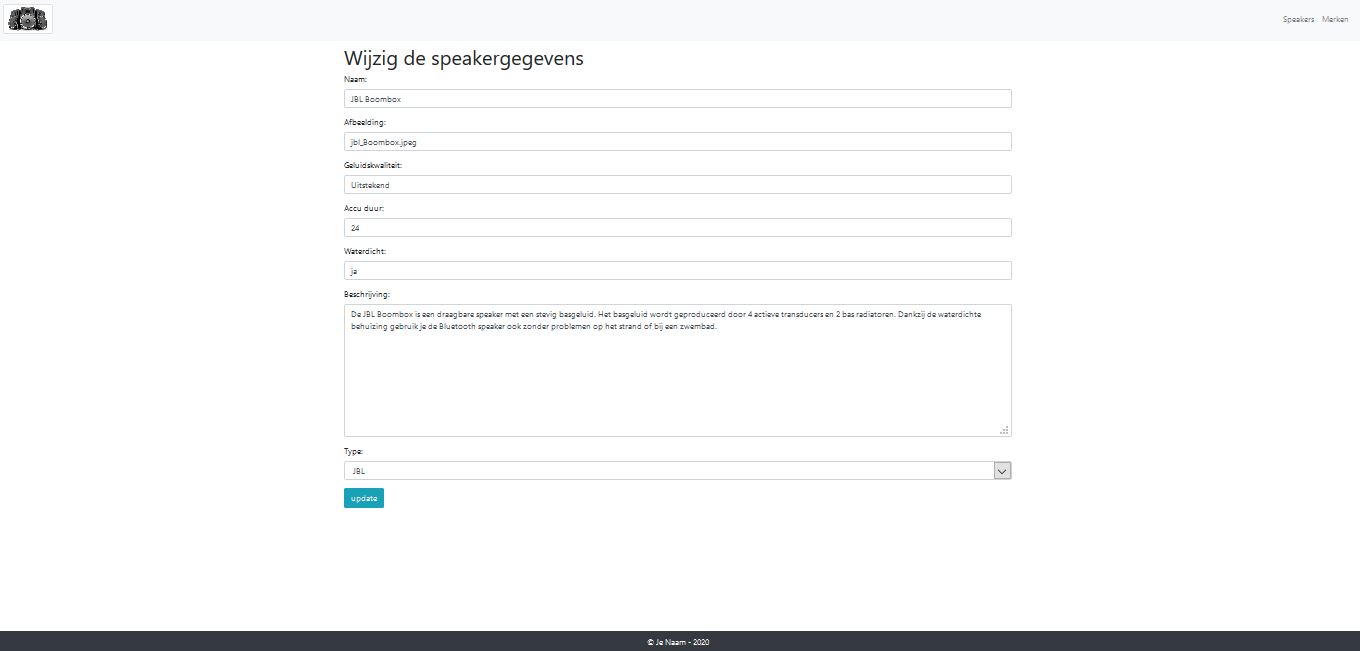 Speakers Merken
Wijzig de speakergegevens
Naam:
JBL Boombox
Afbeelding:
jbl_Boombox.jpeg
Geluidskwaliteit:
Uitstekend
Accu duur:
24
Waterdicht:
ja
Beschrijving:
De JBL Boombox is een draagbare speaker met een stevig basgeluid. Het basgeluid wordt geproduceerd door 4 actieve transducers en 2 bas radiatoren. Dankzij de waterdichte
behuizing gebruik je de Bluetooth speaker ook zonder problemen op het strand of bij een zwembad.
Type:
JBL
update
© Je Naam - 2020